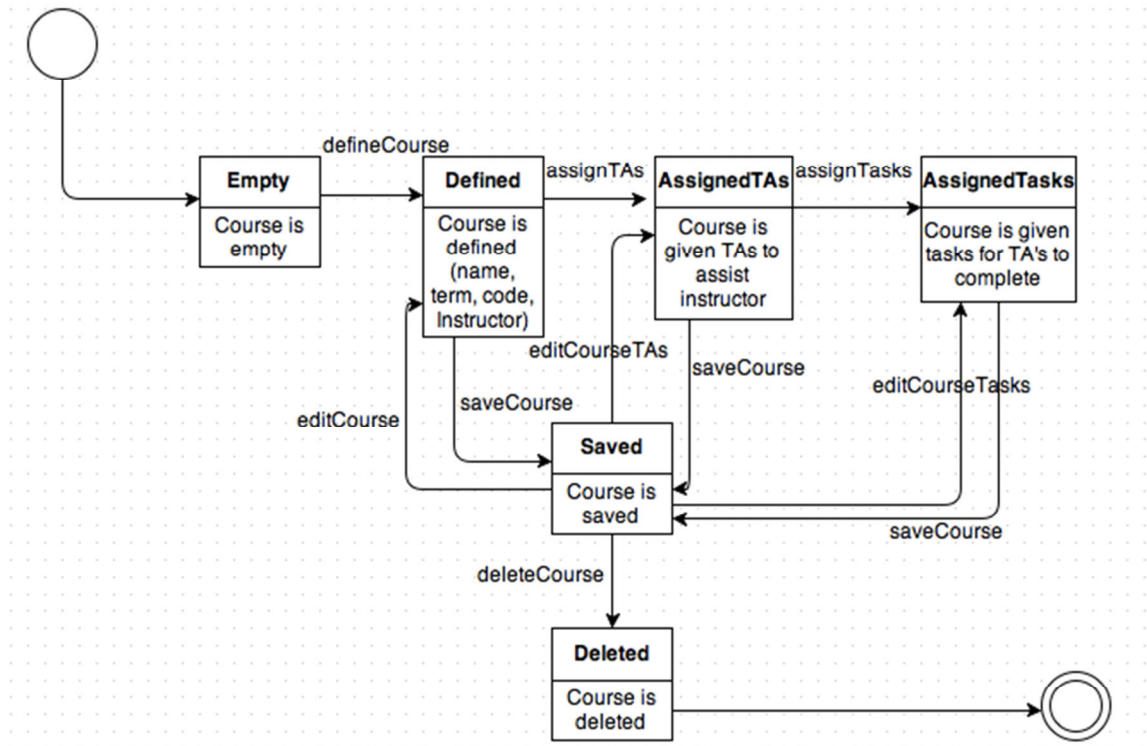 defineCourse
Empty
Course is
empty
Defined
Course is
defined
(name,
term, code,
Instructor)
assignTAs
AssignedTAs
Course is
given TAs to
assist
instructor
assignTasks
AssignedTasks
Course is given
tasks for TA's to
complete
editCourseTAs
saveCourse
editCourseTasks
editCourse
saveCourse
Saved
Course is
saved
saveCourse
deleteCourse
Deleted
Course is
deleted